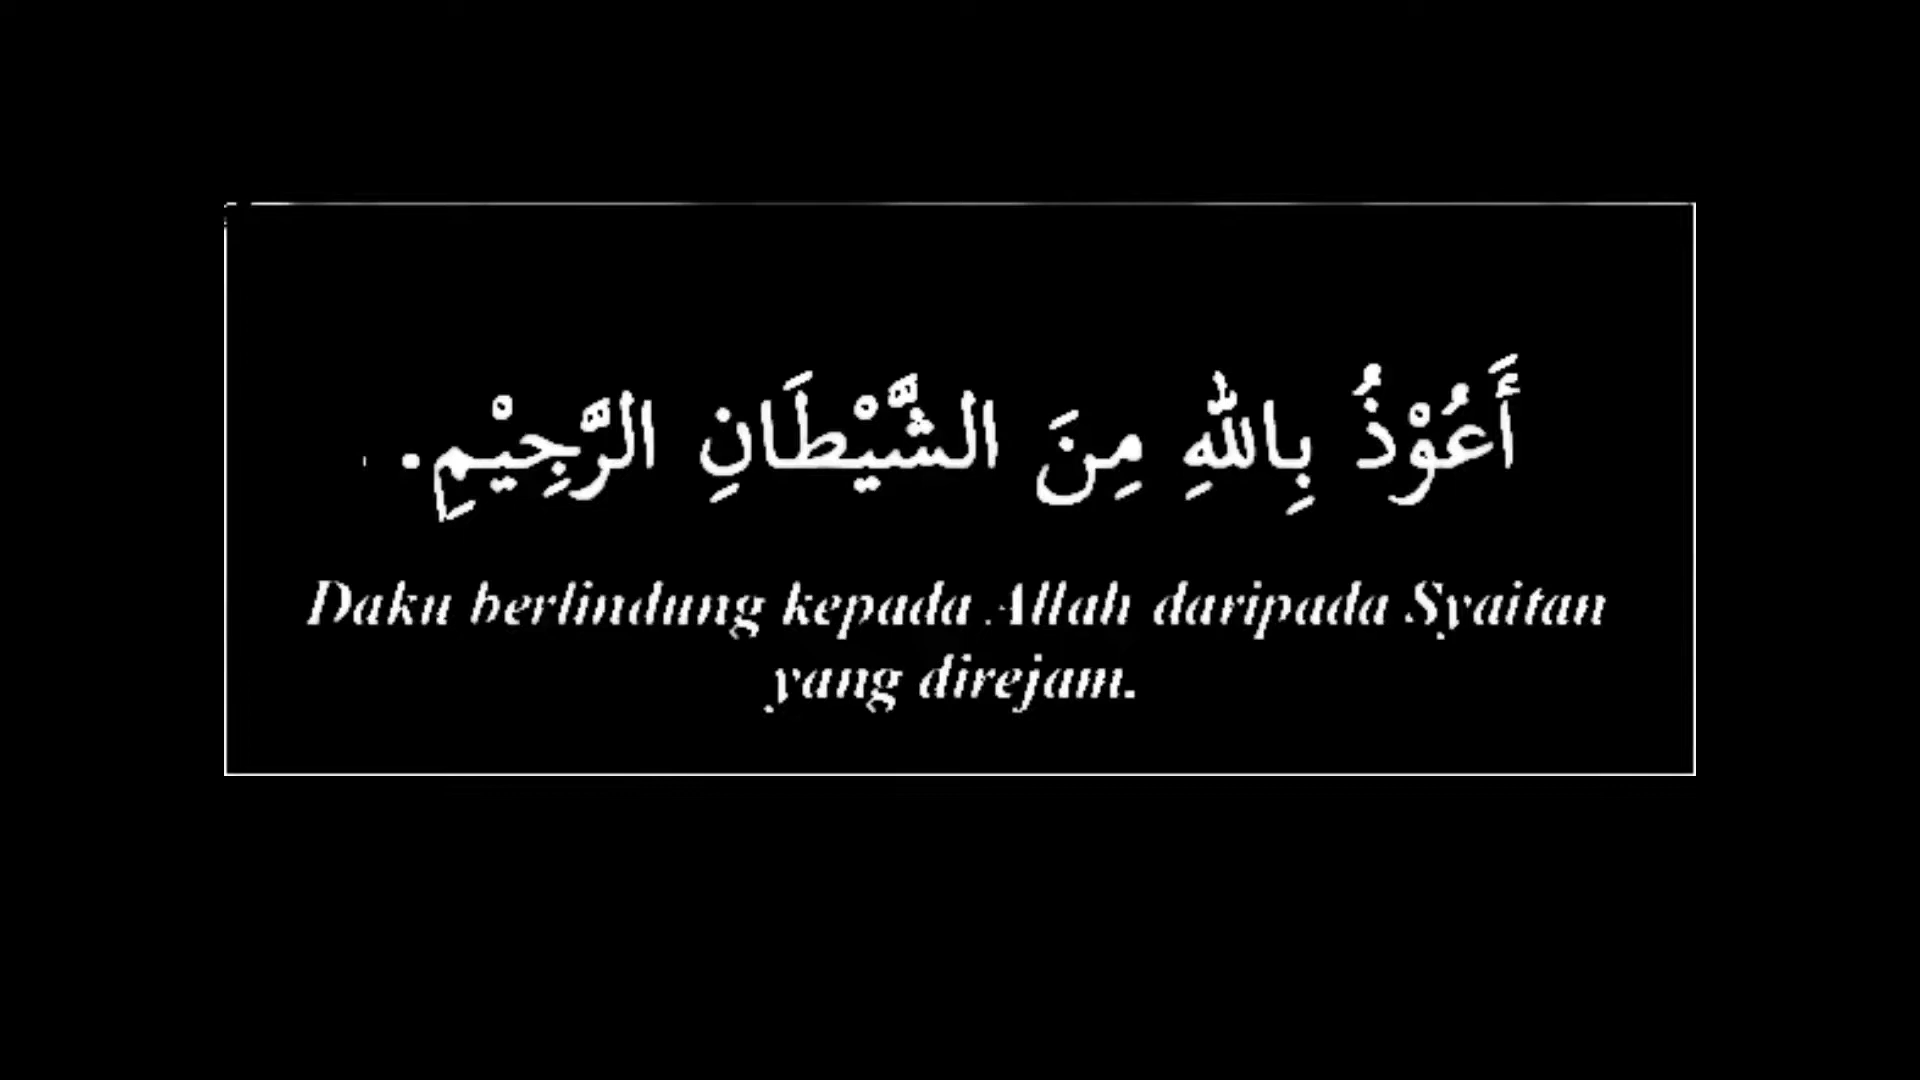 أَعُوْذُ بِاللهِ مِنَ الشَّيْطَانِ الرَّجِيْمِ.
Daku berlindung kepada Allah daripada Syaitan
yang direjam.